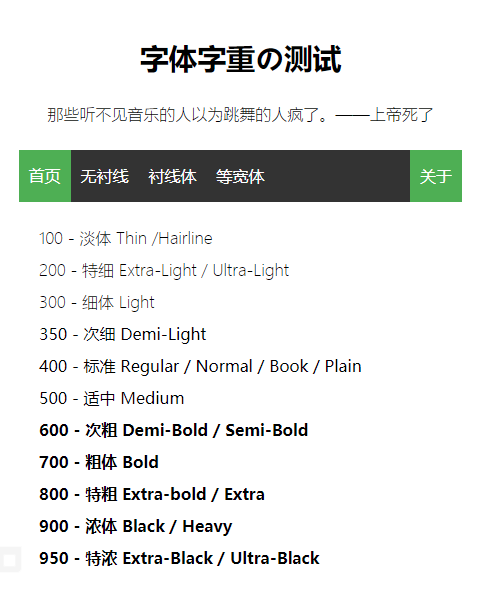 字体字重の测试
那些听不见音乐的人以为跳舞的人疯了。——上帝死了
首页 无衬线 衬线体 等宽体 关于
100 - 淡体 Thin /Hairline
200 - 特细 Extra-Light / Ultra-Light
300 - 细体 Light
350 - 次细 Demi-Light
400 - 标准 Regular / Normal / Book / Plain
500 - 适中 Medium
600 - 次粗 Demi-Bold / Semi-Bold
700 - 粗体 Bold
800 - 特粗 Extra-bold / Extra
900 - 浓体 Black / Heavy
950 - 特浓 Extra-Black / Ultra-Black